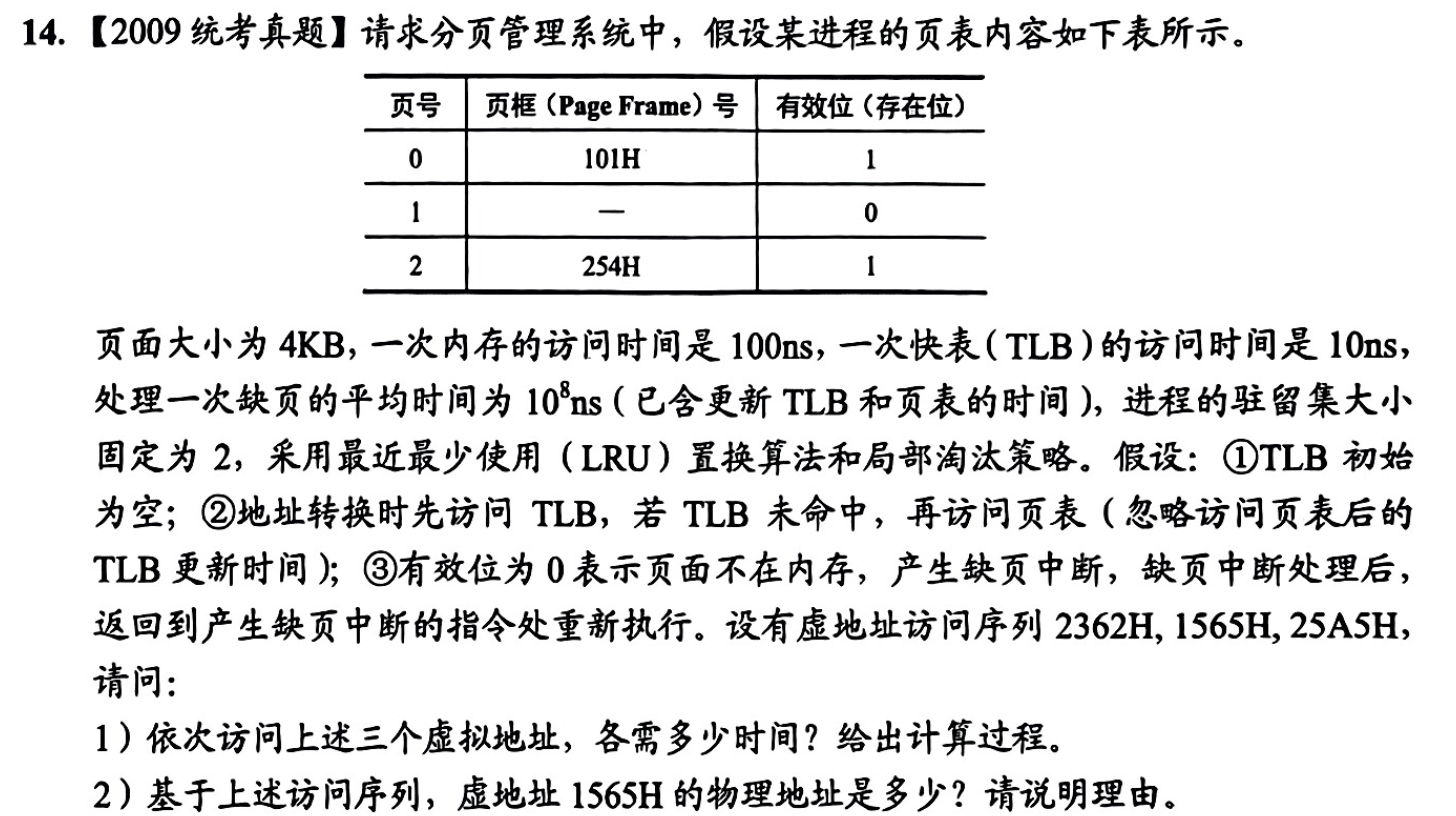 14.【2009 统考真题】请求分页管理系统中，假设某进程的页表内容如下表所示。
页号 页框（Page Frame）号 有效位（存在位）
0 101H 1
1 — 0
2 254H 1
页面大小为 4KB，一次内存的访问时间是 100ns，一次快表（TLB）的访问时间是 10ns，
处理一次缺页的平均时间为 10⁸ns（已含更新 TLB 和页表的时间），进程的驻留集大小
固定为 2，采用最近最少使用（LRU）置换算法和局部淘汰策略。假设：①TLB 初始
为空；②地址转换时先访问 TLB，若 TLB 未命中，再访问页表（忽略访问页表后的
TLB 更新时间）；③有效位为 0 表示页面不在内存，产生缺页中断，缺页中断处理后，
返回到产生缺页中断的指令处重新执行。设有虚地址访问序列 2362H, 1565H, 25A5H，
请问：
1）依次访问上述三个虚拟地址，各需多少时间？给出计算过程。
2）基于上述访问序列，虚地址 1565H 的物理地址是多少？请说明理由。